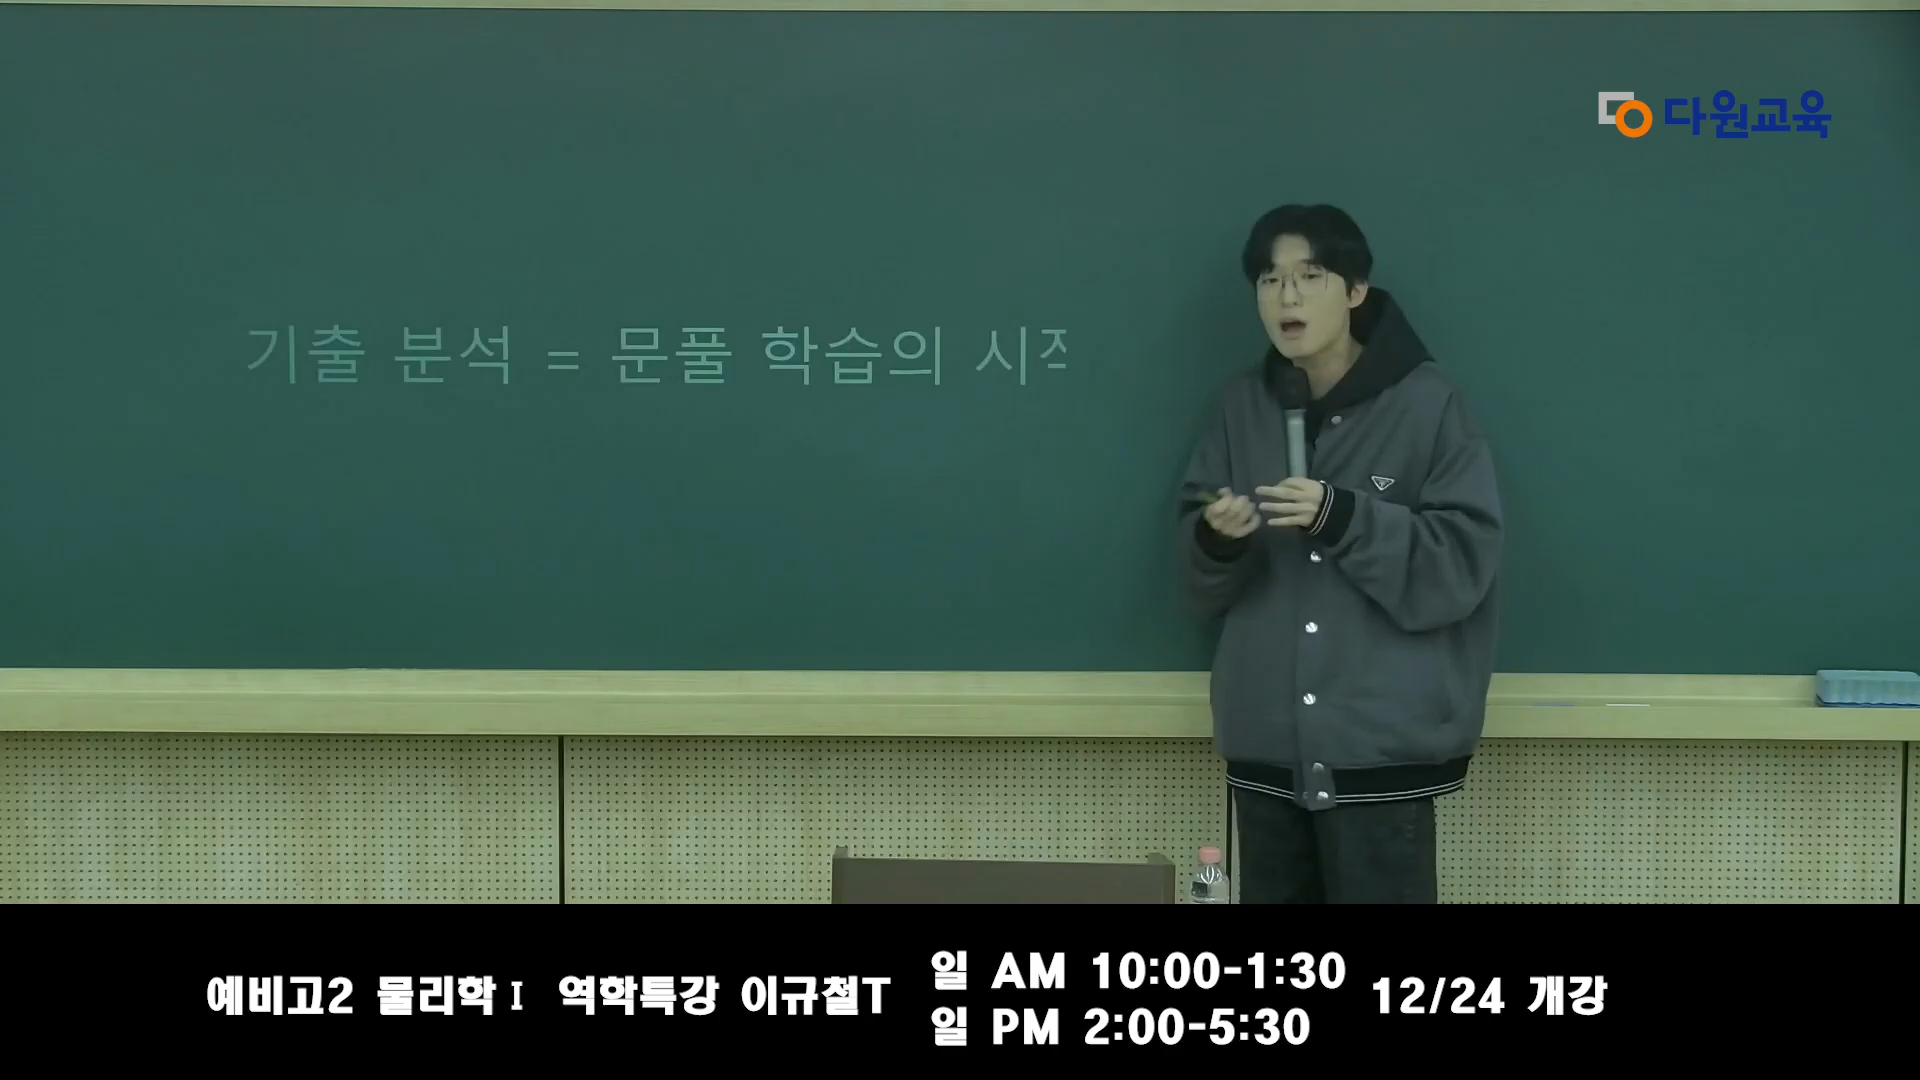 다원교육
기출 분석 = 문풀 학습의 시
예비고2 물리학Ⅰ 역학특강 이규철T
일 AM 10:00-1:30
일 PM 2:00-5:30
12/24 개강